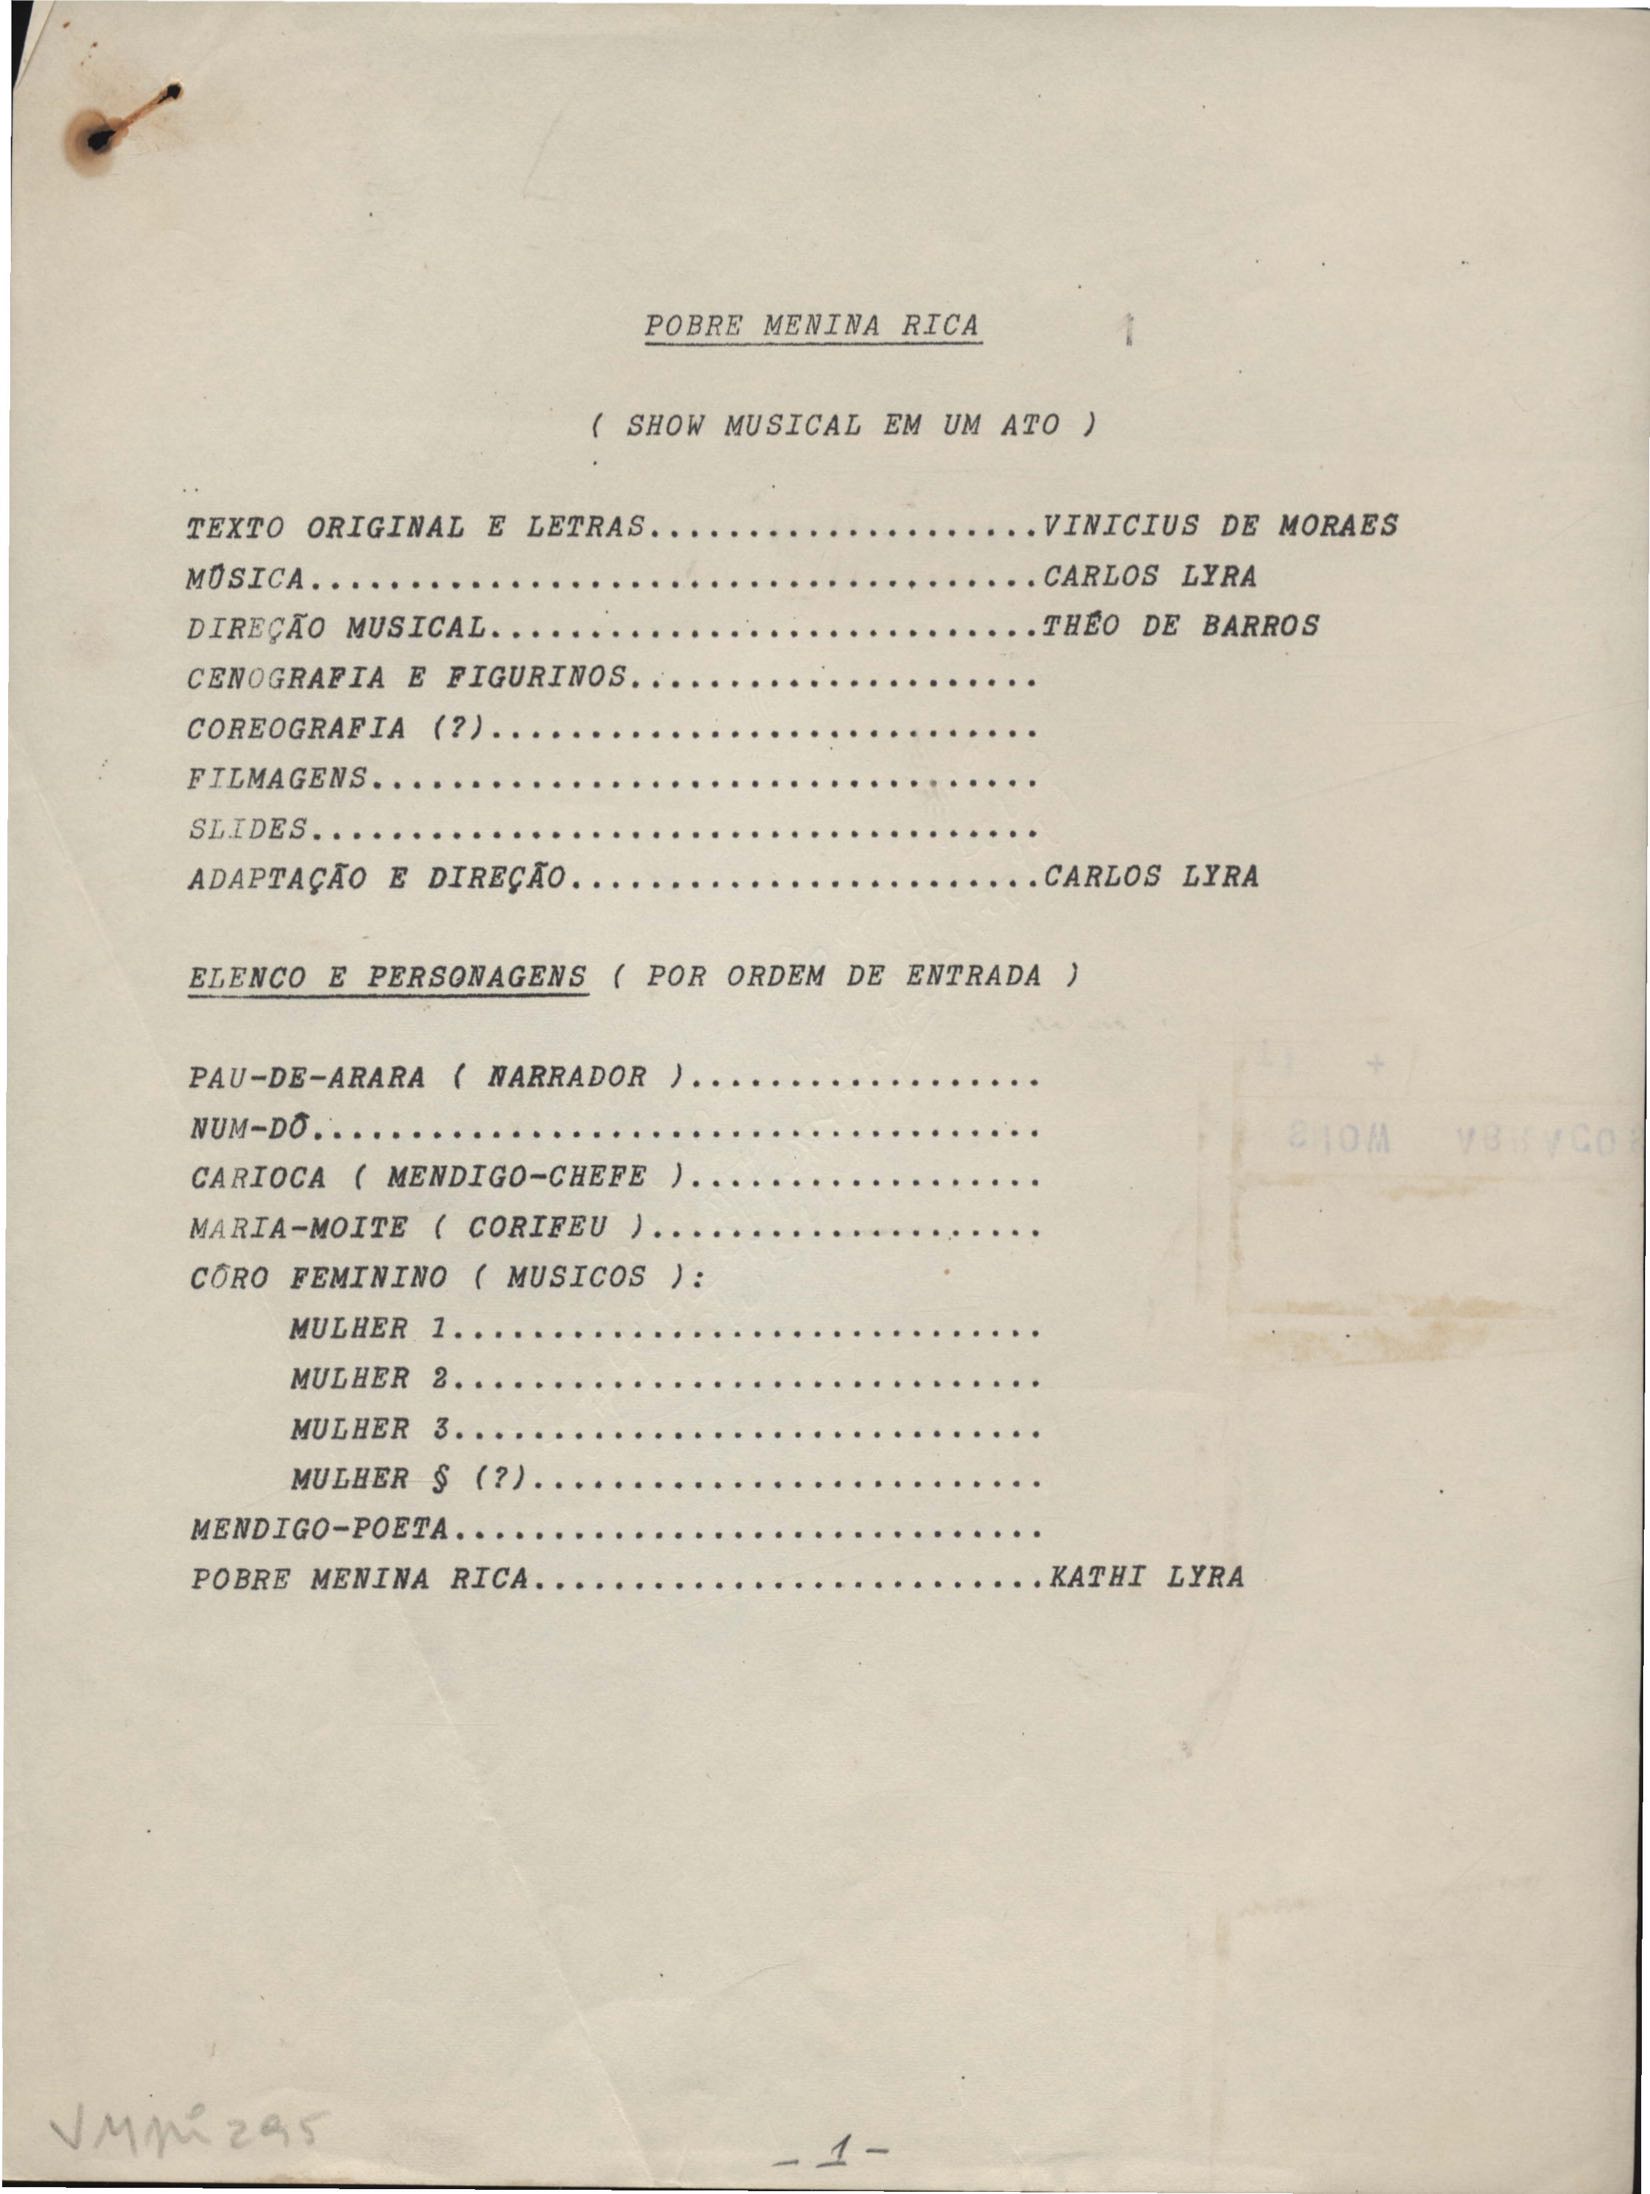 POBRE MENINA RICA 1
( SHOW MUSICAL EM UM ATO )
TEXTO ORIGINAL E LETRAS....................VINICIUS DE MORAES
MÚSICA.....................................CARLOS LYRA
DIREÇÃO MUSICAL............................THÉO DE BARROS
CENOGRAFIA E FIGURINOS.....................
COREOGRAFIA (?)............................
FILMAGENS..................................
SLIDES.....................................
ADAPTAÇÃO E DIREÇÃO........................CARLOS LYRA
ELENCO E PERSONAGENS ( POR ORDEM DE ENTRADA )
PAU-DE-ARARA ( NARRADOR )..................
NUM-DÔ.....................................
CARIOCA ( MENDIGO-CHEFE )..................
MARIA-MOITE ( CORIFEU )....................
CÔRO FEMININO ( MUSICOS ):
MULHER 1..............................
MULHER 2..............................
MULHER 3..............................
MULHER § (?)..........................
MENDIGO-POETA..............................
POBRE MENINA RICA..........................KATHI LYRA
VMpi 295
- 1 -